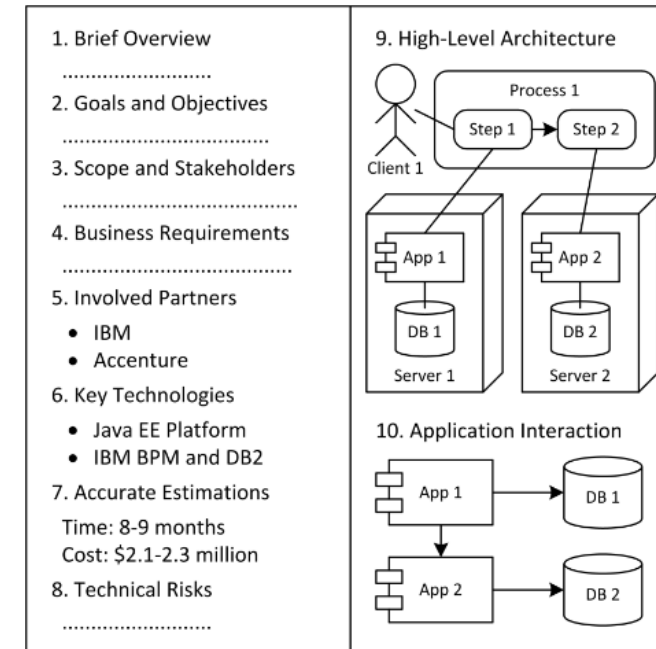 1. Brief Overview
..........................
2. Goals and Objectives
....................................
3. Scope and Stakeholders
.........................................
4. Business Requirements
........................................
5. Involved Partners
• IBM
• Accenture
6. Key Technologies
• Java EE Platform
• IBM BPM and DB2
7. Accurate Estimations
Time: 8-9 months
Cost: $2.1-2.3 million
8. Technical Risks
..........................
9. High-Level Architecture
Process 1
Step 1
Step 2
Client 1
App 1
App 2
DB 1
DB 2
Server 1
Server 2
10. Application Interaction
App 1
DB 1
App 2
DB 2